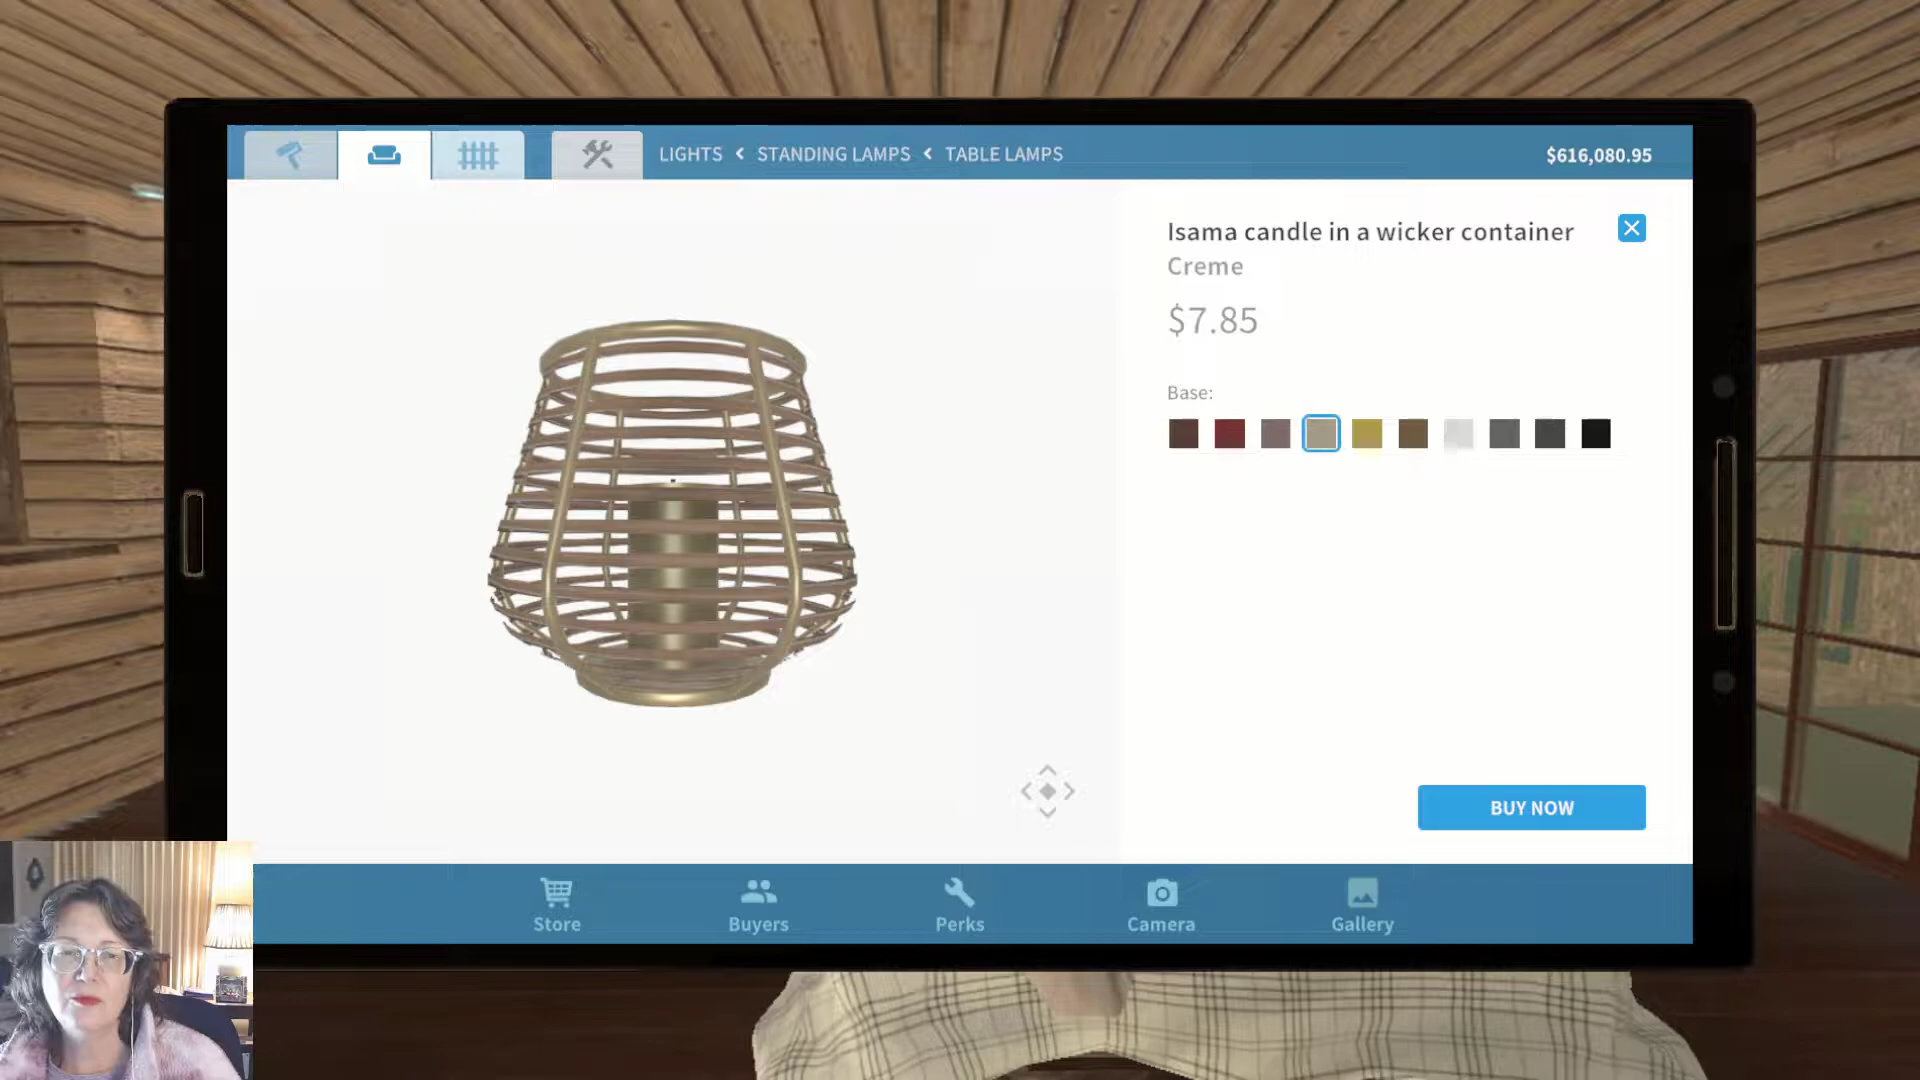 LIGHTS < STANDING LAMPS < TABLE LAMPS
$616,080.95
Isama candle in a wicker container
Creme
$7.85
Base:
BUY NOW
Store
Buyers
Perks
Camera
Gallery